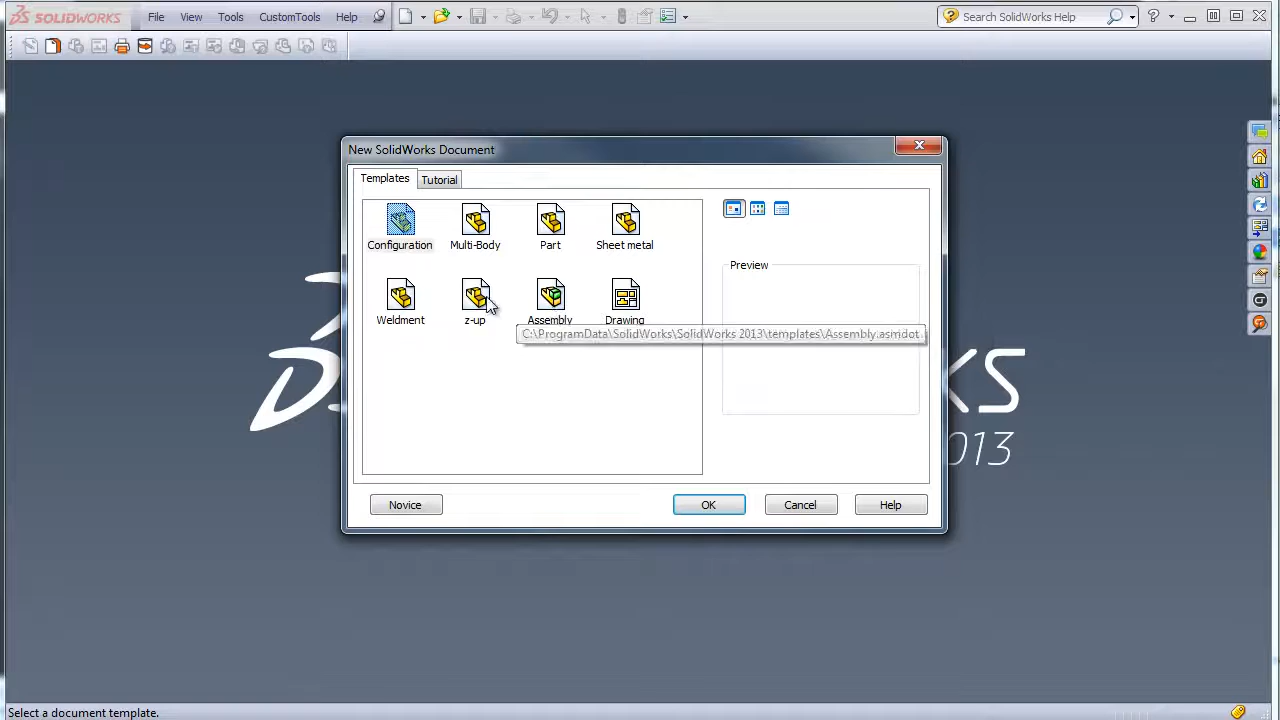 SOLIDWORKS File View Tools CustomTools Help Search SolidWorks Help ?
New SolidWorks Document
Templates Tutorial
Configuration Multi-Body Part Sheet metal
Preview
Weldment z-up Assembly Drawing
C:\ProgramData\SolidWorks\SolidWorks 2013\templates\Assembly.asmdot
Novice OK Cancel Help
Select a document template.